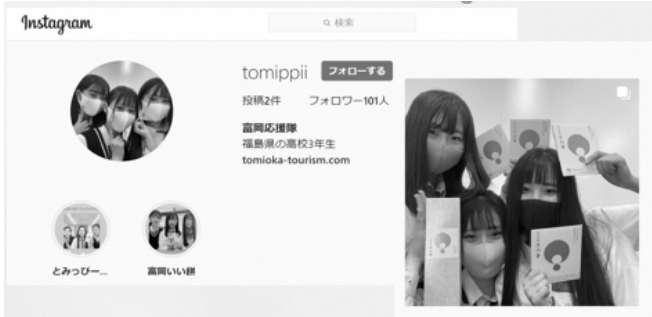 Instagram
検索
tomippii フォローする
投稿2件 フォロワー101人
富岡応援隊
福島県の高校3年生
tomioka-tourism.com
とみっぴー... 富岡いい餅